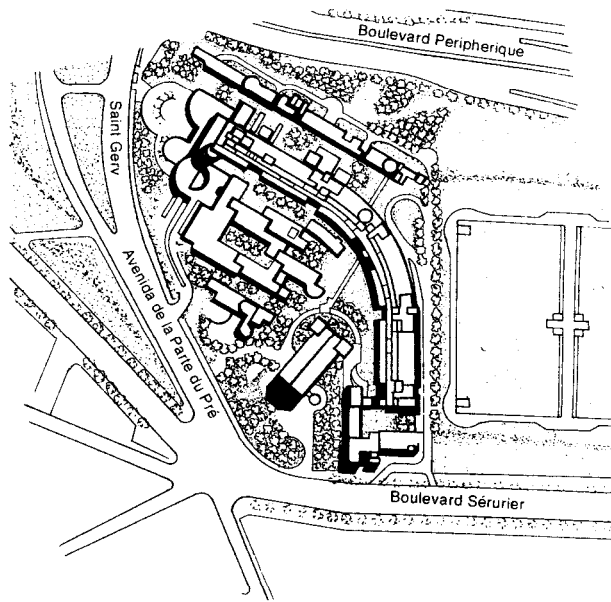 Boulevard Peripherique
Saint Gerv
Avenida de la Parte du Pré
Boulevard Sérurier